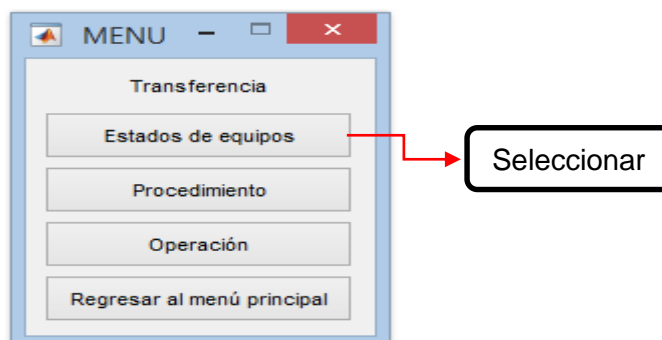 MENU
Transferencia
Estados de equipos
Seleccionar
Procedimiento
Operación
Regresar al menú principal